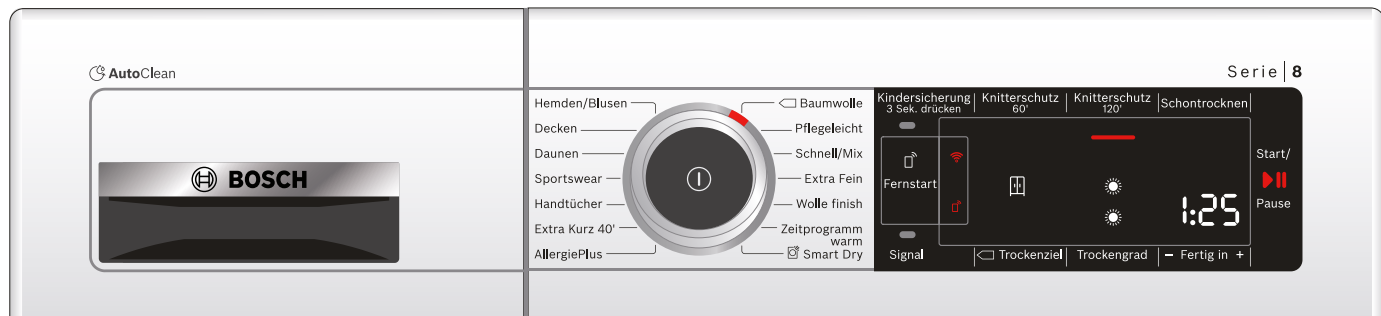 AutoClean
Serie | 8
BOSCH
Hemden/Blusen
Decken
Daunen
Sportswear
Handtücher
Extra Kurz 40'
AllergiePlus
Baumwolle
Pflegeleicht
Schnell/Mix
Extra Fein
Wolle finish
Zeitprogramm
warm
Smart Dry
Kindersicherung
3 Sek. drücken
Knitterschutz
60'
Knitterschutz
120'
Schontrocknen
Fernstart
1:25
Start/
Pause
Signal
Trockenziel
Trockengrad
– Fertig in +